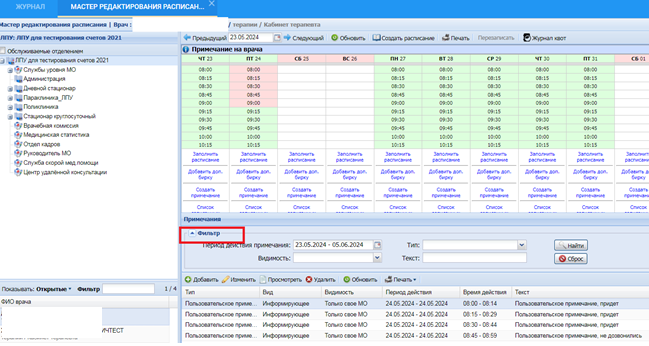 ЖУРНАЛ
МАСТЕР РЕДАКТИРОВАНИЯ РАСПИСАН...
Мастер редактирования расписания | Врач :
/ терапии / Кабинет терапевта
ЛПУ: ЛПУ для тестирования счетов 2021
Обслуживаемые отделением
ЛПУ для тестирования счетов 2021
Службы уровня МО
Администрация
Дневной стационар
Параклиника_ЛПУ
Поликлиника
Стационар круглосуточный
Врачебная комиссия
Медицинская статистика
Отдел кадров
Руководитель МО
Служба скорой мед помощи
Центр удалённой консультации
Показывать: Открытые Фильтр 1 / 4
ФИО врача
УЧТЕСТ
Предыдущий 23.05.2024 Следующий Обновить Создать расписание Печать Перезаписать Журнал квот
Примечание на врача
ЧТ 23 ПТ 24 СБ 25 ВС 26 ПН 27 ВТ 28 СР 29 ЧТ 30 ПТ 31 СБ 01
08:00 08:00 08:00 08:00 08:00 08:00 08:00
08:15 08:15 08:15 08:15 08:15 08:15 08:15
08:30 08:30 08:30 08:30 08:30 08:30 08:30
08:45 08:45 08:45 08:45 08:45 08:45 08:45
09:00 09:00 09:00 09:00 09:00 09:00 09:00
09:15 09:15 09:15 09:15 09:15 09:15 09:15
09:30 09:30 09:30 09:30 09:30 09:30 09:30
09:45 09:45 09:45 09:45 09:45 09:45 09:45
10:00 10:00 10:00 10:00 10:00 10:00 10:00
10:15 10:15 10:15 10:15 10:15 10:15 10:15
Заполнить Заполнить Заполнить Заполнить Заполнить Заполнить Заполнить Заполнить Заполнить
расписание расписание расписание расписание расписание расписание расписание расписание расписание
Добавить доп. Добавить доп. Добавить доп. Добавить доп. Добавить доп. Добавить доп. Добавить доп. Добавить доп. Добавить доп.
бирку бирку бирку бирку бирку бирку бирку бирку бирку
Создать Создать Создать Создать Создать Создать Создать Создать Создать
примечание примечание примечание примечание примечание примечание примечание примечание примечание
Список Список Список Список Список Список Список Список Список
Примечания
Фильтр
Период действия примечания: 23.05.2024 - 05.06.2024 Тип: Найти
Видимость: Текст: Сброс
Добавить Изменить Просмотреть Удалить Обновить Печать
Тип Вид Видимость Период действия Время действия Текст
Пользовательское приме... Информирующее Только свое МО 24.05.2024 - 24.05.2024 08:00 - 08:14 Пользовательское примечание, придет
Пользовательское приме... Информирующее Только свое МО 24.05.2024 - 24.05.2024 08:15 - 08:29 Пользовательское примечание, придет
Пользовательское приме... Информирующее Только свое МО 24.05.2024 - 24.05.2024 08:30 - 08:44 Пользовательское примечание, придет
Пользовательское приме... Информирующее Только свое МО 24.05.2024 - 24.05.2024 08:45 - 08:59 Пользовательское примечание, не дозвонились